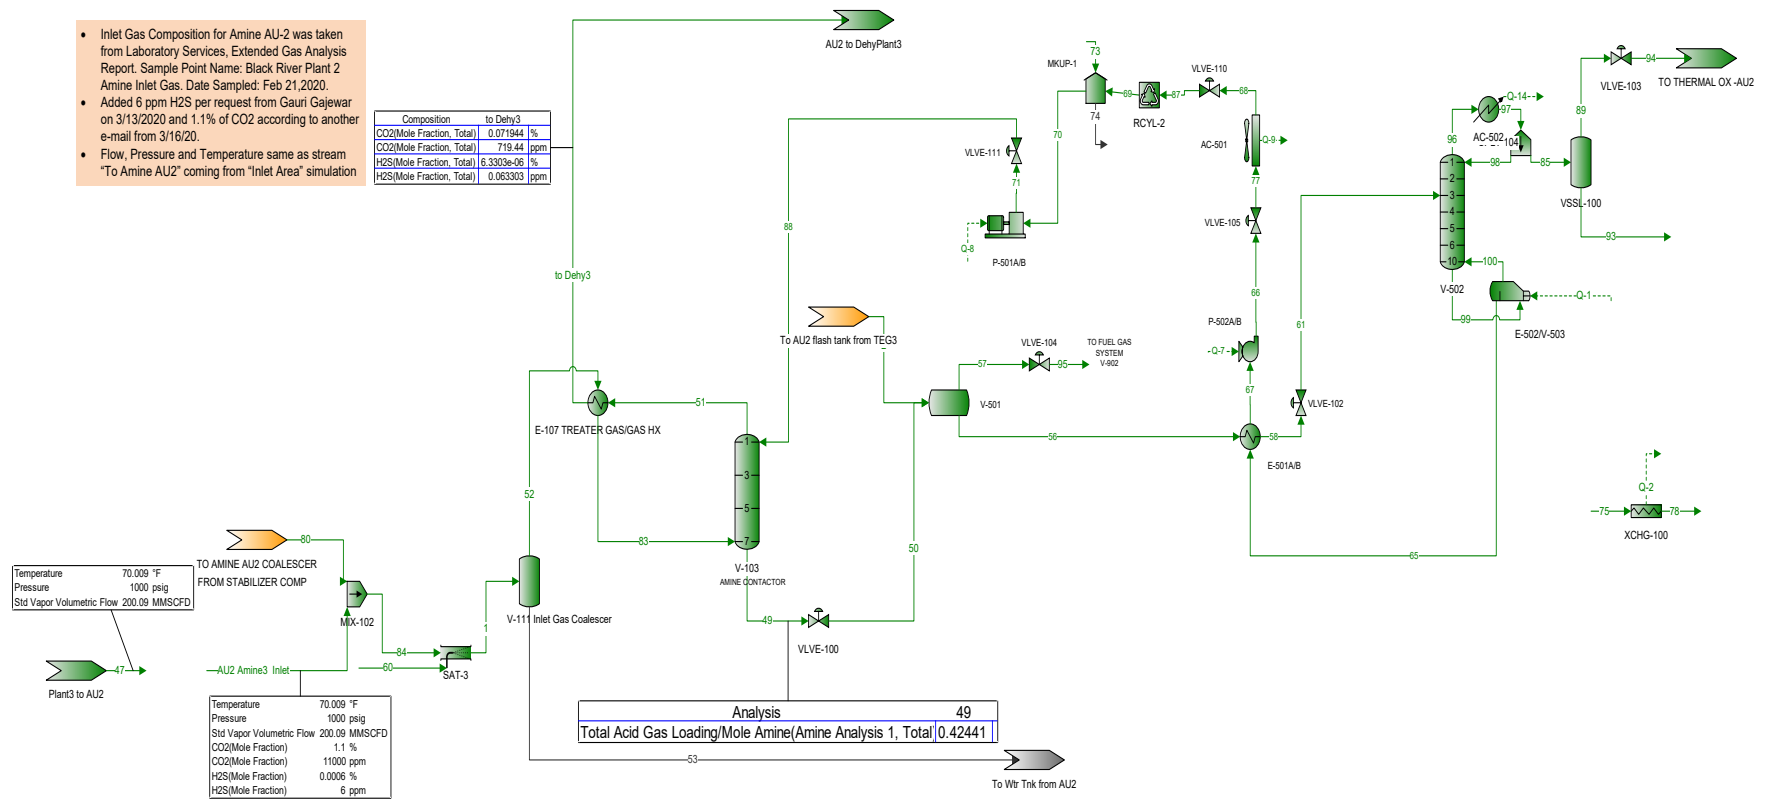 • Inlet Gas Composition for Amine AU-2 was taken
from Laboratory Services, Extended Gas Analysis
Report. Sample Point Name: Black River Plant 2
Amine Inlet Gas. Date Sampled: Feb 21,2020.
• Added 6 ppm H2S per request from Gauri Gajewar
on 3/13/2020 and 1.1% of CO2 according to another
e-mail from 3/16/20.
• Flow, Pressure and Temperature same as stream
“To Amine AU2” coming from “Inlet Area” simulation
Composition to Dehy3
CO2(Mole Fraction, Total) 0.071944 %
CO2(Mole Fraction, Total) 719.44 ppm
H2S(Mole Fraction, Total) 6.3303e-06 %
H2S(Mole Fraction, Total) 0.063303 ppm
AU2 to DehyPlant3
73
MKUP-1
74
69
RCYL-2
87
VLVE-110
68
70
AC-501
Q-9
77
VLVE-111
71
Q-8
P-501A/B
88
VLVE-105
66
P-502A/B
Q-7
67
61
VLVE-102
58
E-501A/B
VLVE-103
94
TO THERMAL OX -AU2
89
Q-14
97
96
AC-502
104
98
85
VSSL-100
93
1
2
3
4
5
6
10
V-502
100
99
Q-1
E-502/V-503
65
Q-2
75
78
XCHG-100
to Dehy3
To AU2 flash tank from TEG3
VLVE-104
57
95
TO FUEL GAS
SYSTEM
V-902
V-501
56
50
51
E-107 TREATER GAS/GAS HX
52
83
1
3
5
7
V-103
AMINE CONTACTOR
49
VLVE-100
80
TO AMINE AU2 COALESCER
FROM STABILIZER COMP
MIX-102
84
60
SAT-3
1
V-111 Inlet Gas Coalescer
Temperature 70.009 °F
Pressure 1000 psig
Std Vapor Volumetric Flow 200.09 MMSCFD
47
Plant3 to AU2
AU2 Amine3 Inlet
Temperature 70.009 °F
Pressure 1000 psig
Std Vapor Volumetric Flow 200.09 MMSCFD
CO2(Mole Fraction) 1.1 %
CO2(Mole Fraction) 11000 ppm
H2S(Mole Fraction) 0.0006 %
H2S(Mole Fraction) 6 ppm
Analysis 49
Total Acid Gas Loading/Mole Amine(Amine Analysis 1, Total) 0.42441
53
To Wtr Tnk from AU2